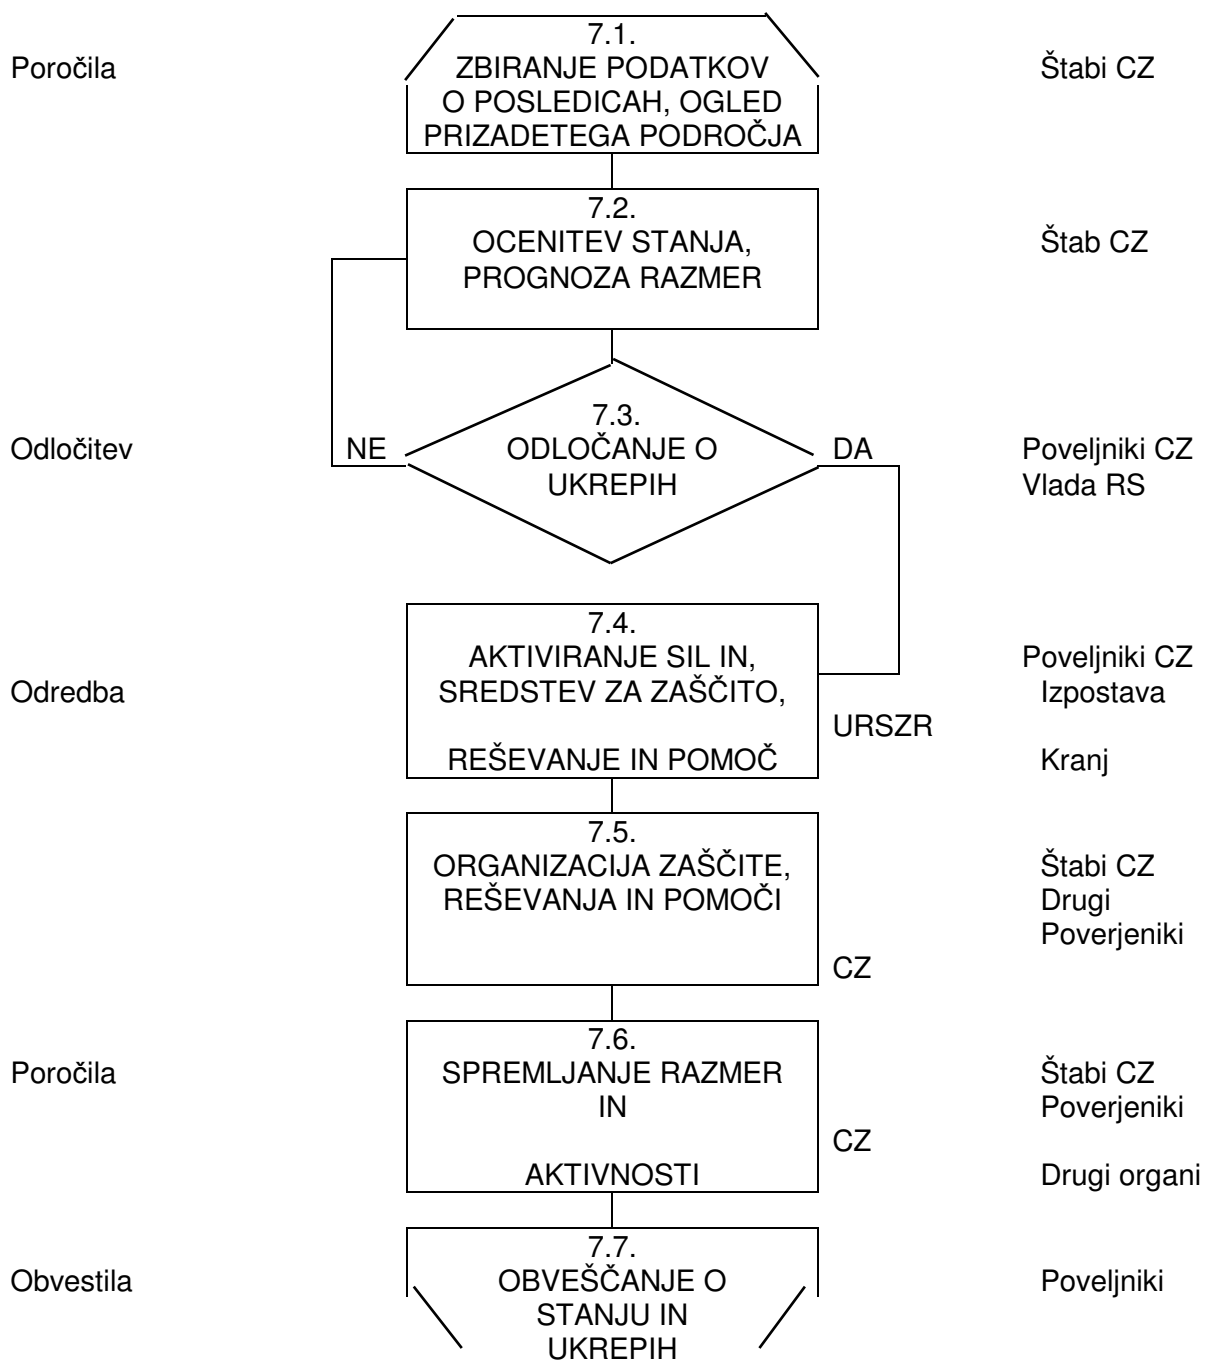 7.1.
Poročila ZBIRANJE PODATKOV Štabi CZ
O POSLEDICAH, OGLED
PRIZADETEGA PODROČJA
7.2.
OCENITEV STANJA, Štab CZ
PROGNOZA RAZMER
7.3.
Odločitev NE ODLOČANJE O DA Poveljniki CZ
UKREPIH Vlada RS
7.4.
AKTIVIRANJE SIL IN, Poveljniki CZ
Odredba SREDSTEV ZA ZAŠČITO, Izpostava
URSZR
REŠEVANJE IN POMOČ Kranj
7.5.
ORGANIZACIJA ZAŠČITE, Štabi CZ
REŠEVANJA IN POMOČI Drugi
Poverjeniki
CZ
7.6.
Poročila SPREMLJANJE RAZMER Štabi CZ
IN Poverjeniki
CZ
AKTIVNOSTI Drugi organi
7.7.
Obvestila OBVEŠČANJE O Poveljniki
STANJU IN
UKREPIH